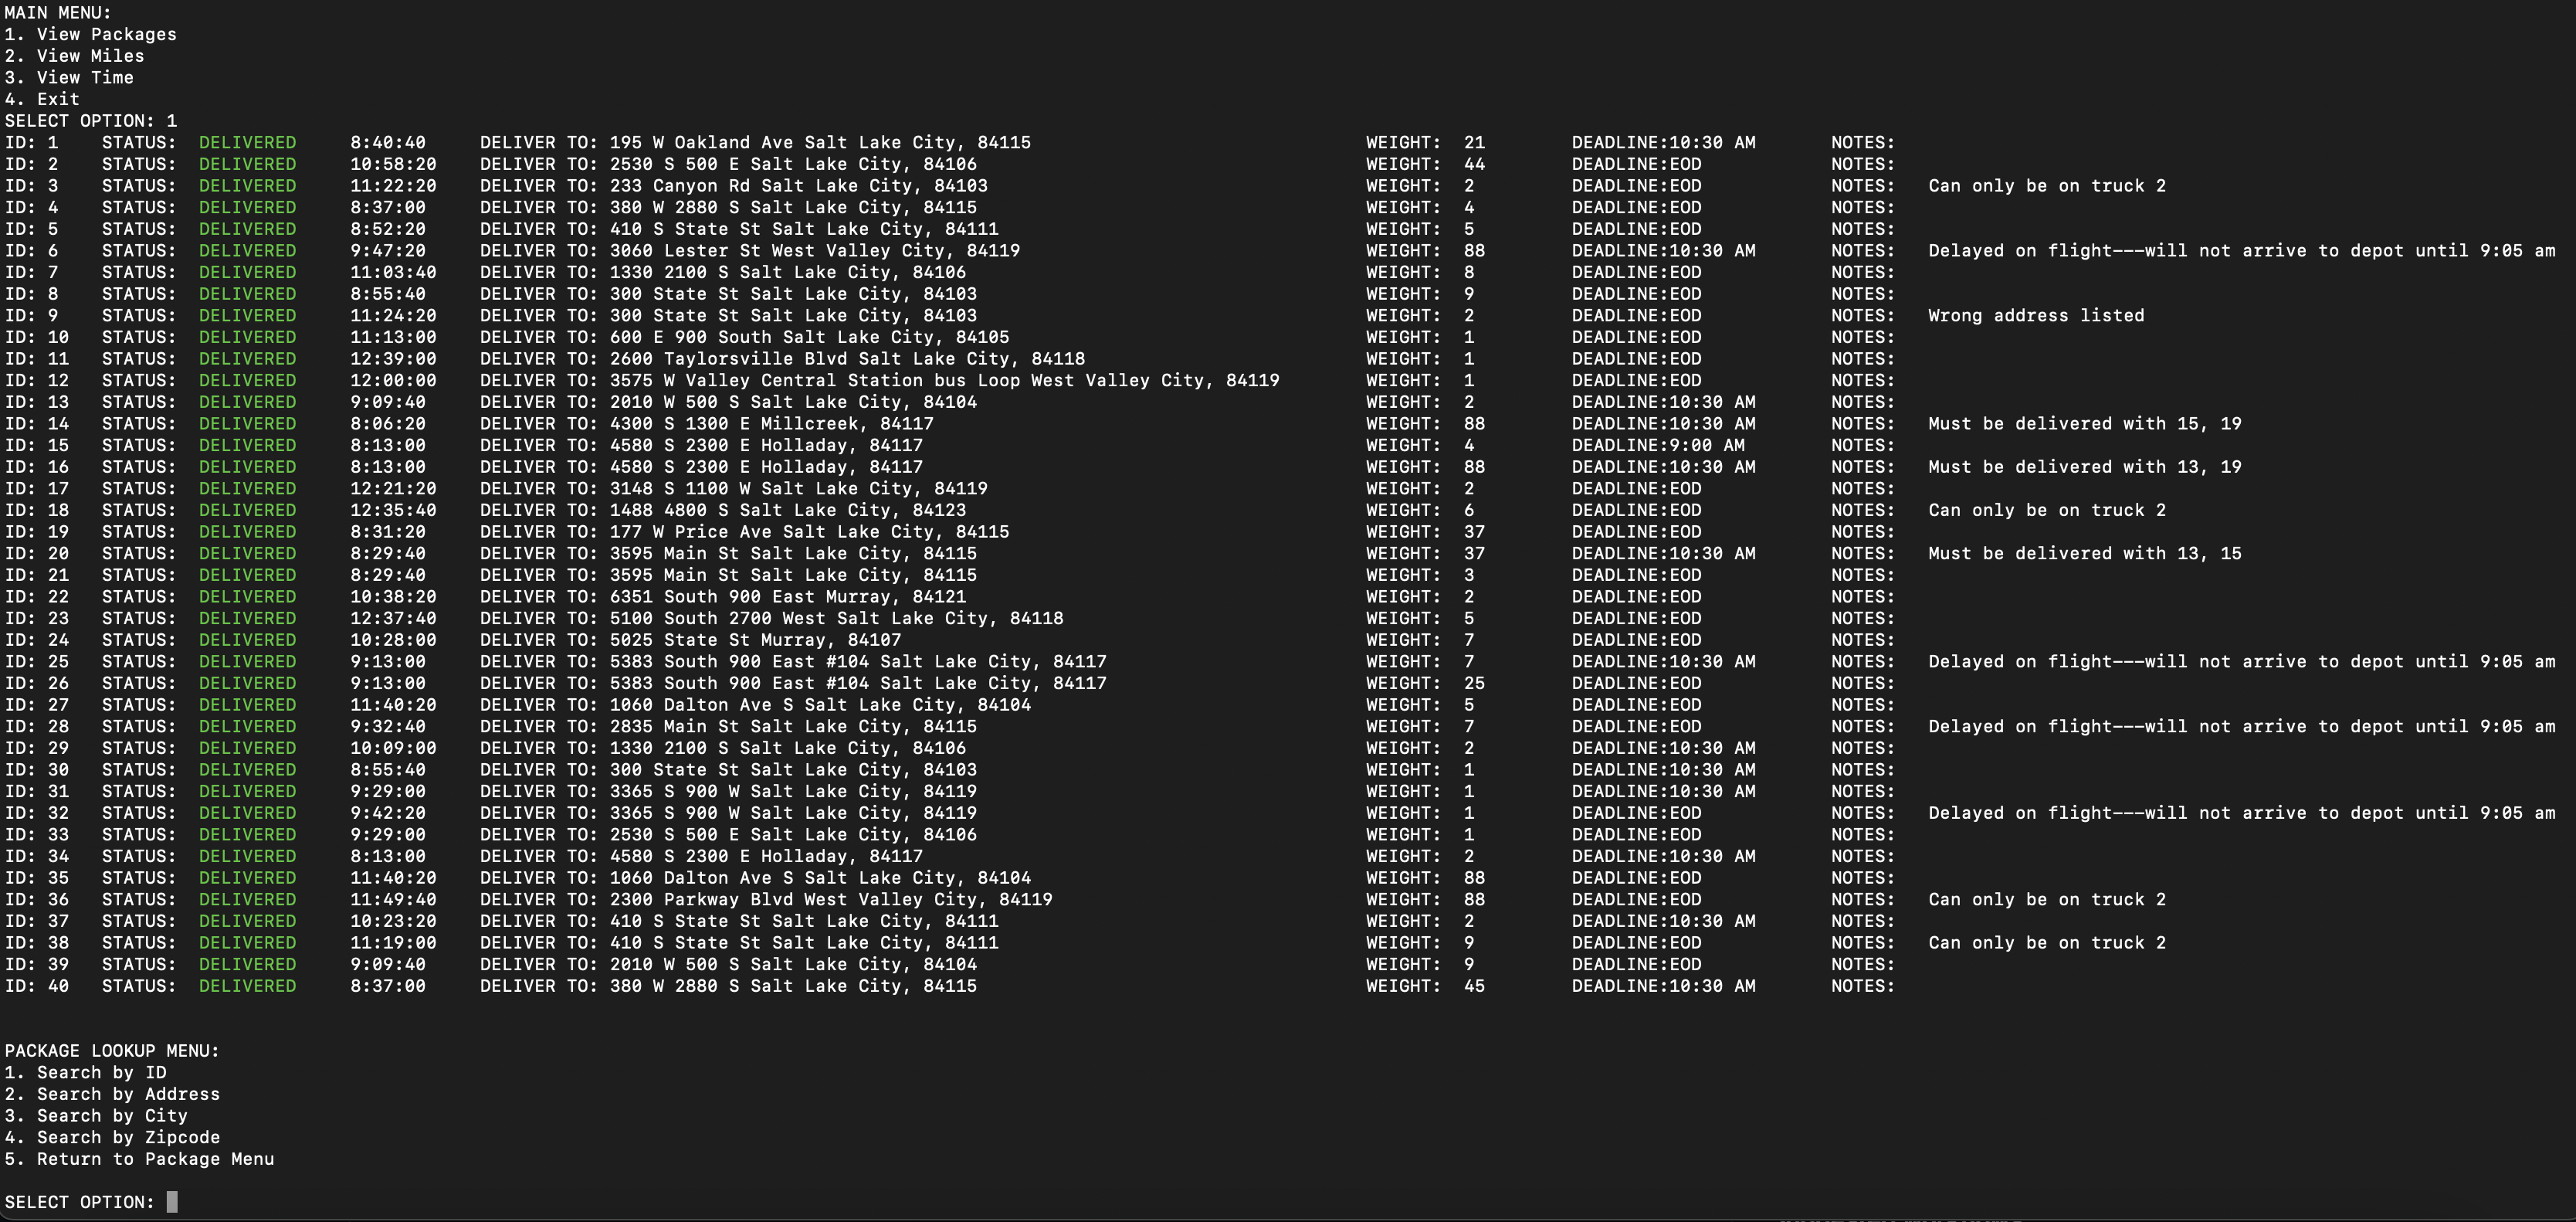 MAIN MENU:
1. View Packages
2. View Miles
3. View Time
4. Exit
SELECT OPTION: 1
ID: 1 STATUS: DELIVERED 8:40:40 DELIVER TO: 195 W Oakland Ave Salt Lake City, 84115 WEIGHT: 21 DEADLINE:10:30 AM NOTES:
ID: 2 STATUS: DELIVERED 10:58:20 DELIVER TO: 2530 S 500 E Salt Lake City, 84106 WEIGHT: 44 DEADLINE:EOD NOTES:
ID: 3 STATUS: DELIVERED 11:22:20 DELIVER TO: 233 Canyon Rd Salt Lake City, 84103 WEIGHT: 2 DEADLINE:EOD NOTES: Can only be on truck 2
ID: 4 STATUS: DELIVERED 8:37:00 DELIVER TO: 380 W 2880 S Salt Lake City, 84115 WEIGHT: 4 DEADLINE:EOD NOTES:
ID: 5 STATUS: DELIVERED 8:52:20 DELIVER TO: 410 S State St Salt Lake City, 84111 WEIGHT: 5 DEADLINE:EOD NOTES:
ID: 6 STATUS: DELIVERED 9:47:20 DELIVER TO: 3060 Lester St West Valley City, 84119 WEIGHT: 88 DEADLINE:10:30 AM NOTES: Delayed on flight---will not arrive to depot until 9:05 am
ID: 7 STATUS: DELIVERED 11:03:40 DELIVER TO: 1330 2100 S Salt Lake City, 84106 WEIGHT: 8 DEADLINE:EOD NOTES:
ID: 8 STATUS: DELIVERED 8:55:40 DELIVER TO: 300 State St Salt Lake City, 84103 WEIGHT: 9 DEADLINE:EOD NOTES:
ID: 9 STATUS: DELIVERED 11:24:20 DELIVER TO: 300 State St Salt Lake City, 84103 WEIGHT: 2 DEADLINE:EOD NOTES: Wrong address listed
ID: 10 STATUS: DELIVERED 11:13:00 DELIVER TO: 600 E 900 South Salt Lake City, 84105 WEIGHT: 1 DEADLINE:EOD NOTES:
ID: 11 STATUS: DELIVERED 12:39:00 DELIVER TO: 2600 Taylorsville Blvd Salt Lake City, 84118 WEIGHT: 1 DEADLINE:EOD NOTES:
ID: 12 STATUS: DELIVERED 12:00:00 DELIVER TO: 3575 W Valley Central Station bus Loop West Valley City, 84119 WEIGHT: 1 DEADLINE:EOD NOTES:
ID: 13 STATUS: DELIVERED 9:09:40 DELIVER TO: 2010 W 500 S Salt Lake City, 84104 WEIGHT: 2 DEADLINE:10:30 AM NOTES:
ID: 14 STATUS: DELIVERED 8:06:20 DELIVER TO: 4300 S 1300 E Millcreek, 84117 WEIGHT: 88 DEADLINE:10:30 AM NOTES: Must be delivered with 15, 19
ID: 15 STATUS: DELIVERED 8:13:00 DELIVER TO: 4580 S 2300 E Holladay, 84117 WEIGHT: 4 DEADLINE:9:00 AM NOTES:
ID: 16 STATUS: DELIVERED 8:13:00 DELIVER TO: 4580 S 2300 E Holladay, 84117 WEIGHT: 88 DEADLINE:10:30 AM NOTES: Must be delivered with 13, 19
ID: 17 STATUS: DELIVERED 12:21:20 DELIVER TO: 3148 S 1100 W Salt Lake City, 84119 WEIGHT: 2 DEADLINE:EOD NOTES:
ID: 18 STATUS: DELIVERED 12:35:40 DELIVER TO: 1488 4800 S Salt Lake City, 84123 WEIGHT: 6 DEADLINE:EOD NOTES: Can only be on truck 2
ID: 19 STATUS: DELIVERED 8:31:20 DELIVER TO: 177 W Price Ave Salt Lake City, 84115 WEIGHT: 37 DEADLINE:EOD NOTES:
ID: 20 STATUS: DELIVERED 8:29:40 DELIVER TO: 3595 Main St Salt Lake City, 84115 WEIGHT: 37 DEADLINE:10:30 AM NOTES: Must be delivered with 13, 15
ID: 21 STATUS: DELIVERED 8:29:40 DELIVER TO: 3595 Main St Salt Lake City, 84115 WEIGHT: 3 DEADLINE:EOD NOTES:
ID: 22 STATUS: DELIVERED 10:38:20 DELIVER TO: 6351 South 900 East Murray, 84121 WEIGHT: 2 DEADLINE:EOD NOTES:
ID: 23 STATUS: DELIVERED 12:37:40 DELIVER TO: 5100 South 2700 West Salt Lake City, 84118 WEIGHT: 5 DEADLINE:EOD NOTES:
ID: 24 STATUS: DELIVERED 10:28:00 DELIVER TO: 5025 State St Murray, 84107 WEIGHT: 7 DEADLINE:EOD NOTES:
ID: 25 STATUS: DELIVERED 9:13:00 DELIVER TO: 5383 South 900 East #104 Salt Lake City, 84117 WEIGHT: 7 DEADLINE:10:30 AM NOTES: Delayed on flight---will not arrive to depot until 9:05 am
ID: 26 STATUS: DELIVERED 9:13:00 DELIVER TO: 5383 South 900 East #104 Salt Lake City, 84117 WEIGHT: 25 DEADLINE:EOD NOTES:
ID: 27 STATUS: DELIVERED 11:40:20 DELIVER TO: 1060 Dalton Ave S Salt Lake City, 84104 WEIGHT: 5 DEADLINE:EOD NOTES:
ID: 28 STATUS: DELIVERED 9:32:40 DELIVER TO: 2835 Main St Salt Lake City, 84115 WEIGHT: 7 DEADLINE:EOD NOTES: Delayed on flight---will not arrive to depot until 9:05 am
ID: 29 STATUS: DELIVERED 10:09:00 DELIVER TO: 1330 2100 S Salt Lake City, 84106 WEIGHT: 2 DEADLINE:10:30 AM NOTES:
ID: 30 STATUS: DELIVERED 8:55:40 DELIVER TO: 300 State St Salt Lake City, 84103 WEIGHT: 1 DEADLINE:10:30 AM NOTES:
ID: 31 STATUS: DELIVERED 9:29:00 DELIVER TO: 3365 S 900 W Salt Lake City, 84119 WEIGHT: 1 DEADLINE:10:30 AM NOTES:
ID: 32 STATUS: DELIVERED 9:42:20 DELIVER TO: 3365 S 900 W Salt Lake City, 84119 WEIGHT: 1 DEADLINE:EOD NOTES: Delayed on flight---will not arrive to depot until 9:05 am
ID: 33 STATUS: DELIVERED 9:29:00 DELIVER TO: 2530 S 500 E Salt Lake City, 84106 WEIGHT: 1 DEADLINE:EOD NOTES:
ID: 34 STATUS: DELIVERED 8:13:00 DELIVER TO: 4580 S 2300 E Holladay, 84117 WEIGHT: 2 DEADLINE:10:30 AM NOTES:
ID: 35 STATUS: DELIVERED 11:40:20 DELIVER TO: 1060 Dalton Ave S Salt Lake City, 84104 WEIGHT: 88 DEADLINE:EOD NOTES:
ID: 36 STATUS: DELIVERED 11:49:40 DELIVER TO: 2300 Parkway Blvd West Valley City, 84119 WEIGHT: 88 DEADLINE:EOD NOTES: Can only be on truck 2
ID: 37 STATUS: DELIVERED 10:23:20 DELIVER TO: 410 S State St Salt Lake City, 84111 WEIGHT: 2 DEADLINE:10:30 AM NOTES:
ID: 38 STATUS: DELIVERED 11:19:00 DELIVER TO: 410 S State St Salt Lake City, 84111 WEIGHT: 9 DEADLINE:EOD NOTES: Can only be on truck 2
ID: 39 STATUS: DELIVERED 9:09:40 DELIVER TO: 2010 W 500 S Salt Lake City, 84104 WEIGHT: 9 DEADLINE:EOD NOTES:
ID: 40 STATUS: DELIVERED 8:37:00 DELIVER TO: 380 W 2880 S Salt Lake City, 84115 WEIGHT: 45 DEADLINE:10:30 AM NOTES:
PACKAGE LOOKUP MENU:
1. Search by ID
2. Search by Address
3. Search by City
4. Search by Zipcode
5. Return to Package Menu
SELECT OPTION: